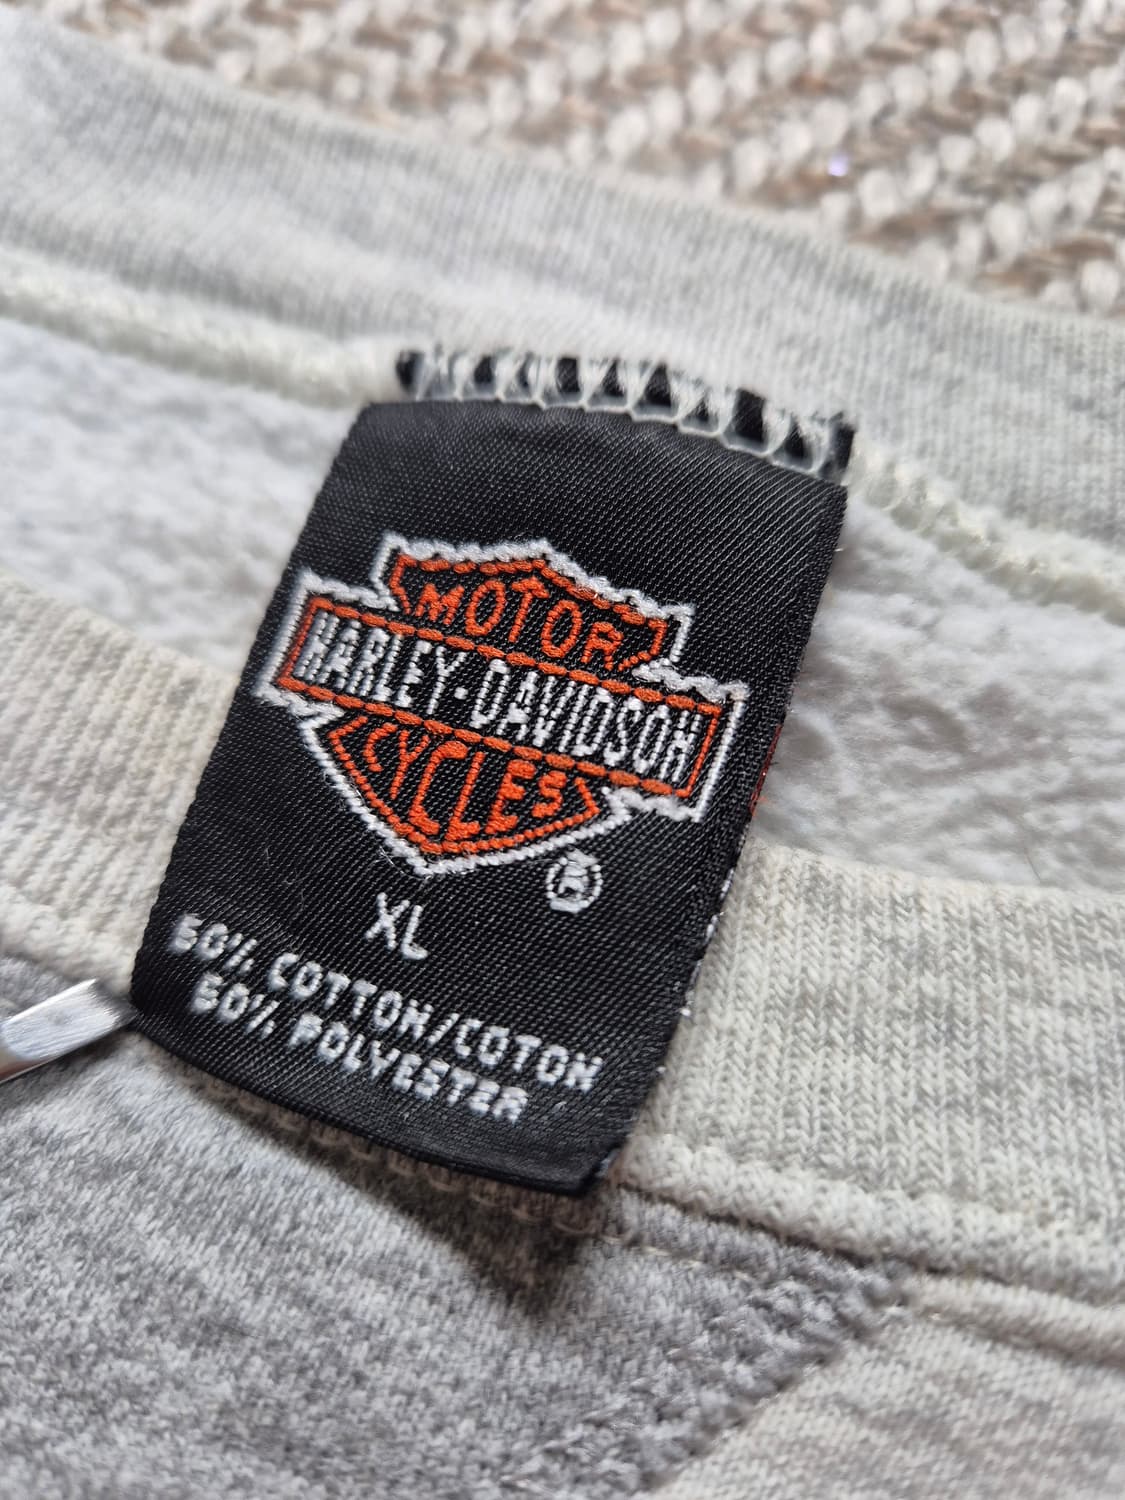 MOTOR
HARLEY-DAVIDSON
CYCLES
®
XL
50% COTTON/COTON
50% POLYESTER